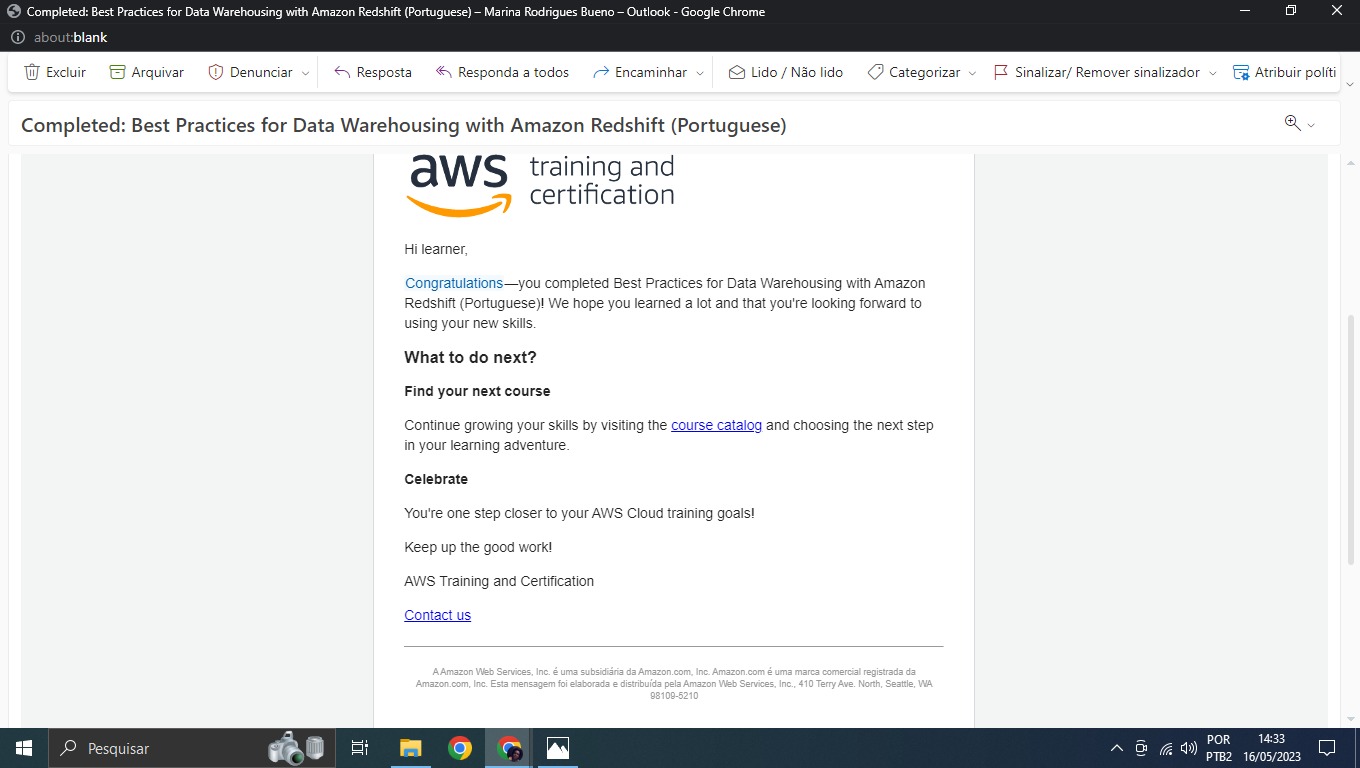 Completed: Best Practices for Data Warehousing with Amazon Redshift (Portuguese) – Marina Rodrigues Bueno – Outlook - Google Chrome
about:blank
Excluir Arquivar Denunciar Resposta Responda a todos Encaminhar Lido / Não lido Categorizar Sinalizar/ Remover sinalizador Atribuir políti
Completed: Best Practices for Data Warehousing with Amazon Redshift (Portuguese)
aws training and
certification
Hi learner,
Congratulations—you completed Best Practices for Data Warehousing with Amazon
Redshift (Portuguese)! We hope you learned a lot and that you're looking forward to
using your new skills.
What to do next?
Find your next course
Continue growing your skills by visiting the course catalog and choosing the next step
in your learning adventure.
Celebrate
You're one step closer to your AWS Cloud training goals!
Keep up the good work!
AWS Training and Certification
Contact us
A Amazon Web Services, Inc. é uma subsidiária da Amazon.com, Inc. Amazon.com é uma marca comercial registrada da
Amazon.com, Inc. Esta mensagem foi elaborada e distribuída pela Amazon Web Services, Inc., 410 Terry Ave. North, Seattle, WA
98109-5210
Pesquisar
POR 14:33
PTB2 16/05/2023